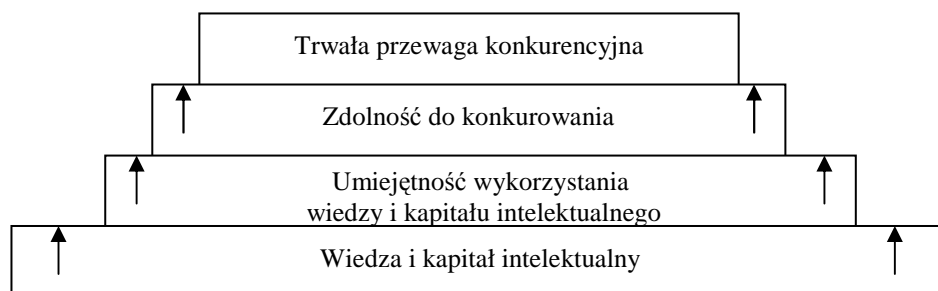 Trwała przewaga konkurencyjna
Zdolność do konkurowania
Umiejętność wykorzystania
wiedzy i kapitału intelektualnego
Wiedza i kapitał intelektualny